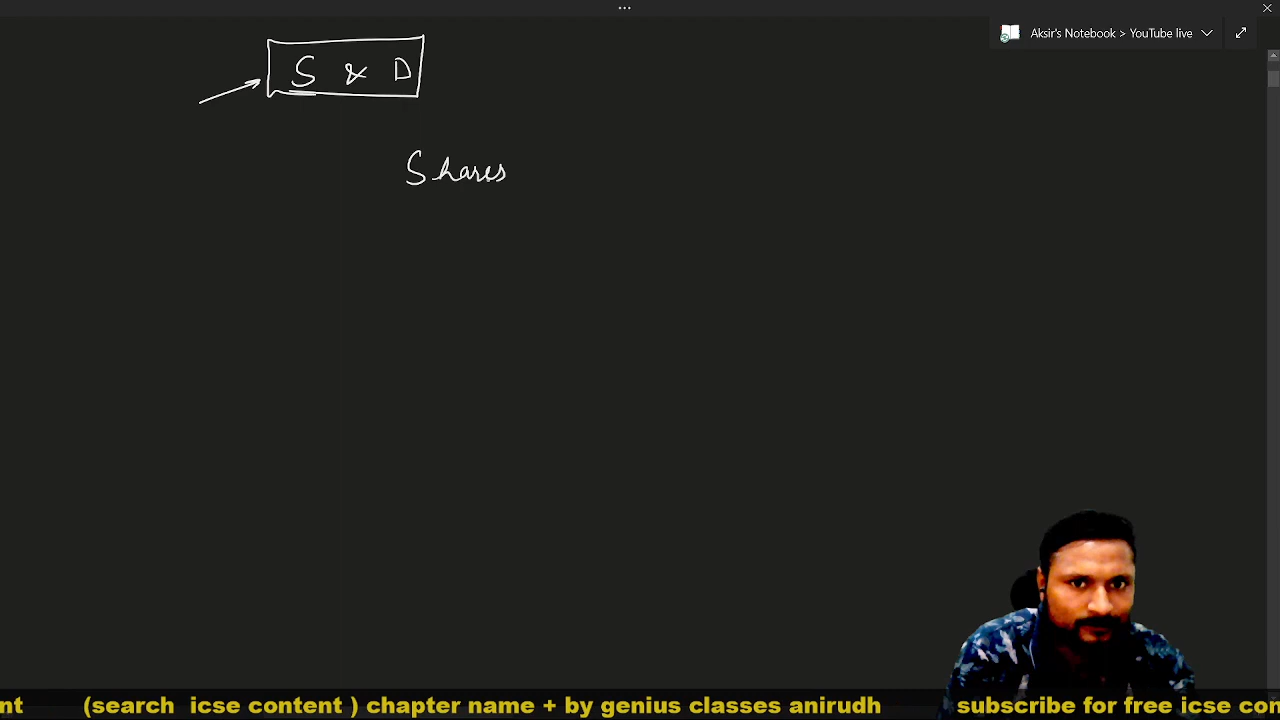 Aksir's Notebook > YouTube live
S & D
Shares
nt (search icse content ) chapter name + by genius classes anirudh subscribe for free icse con